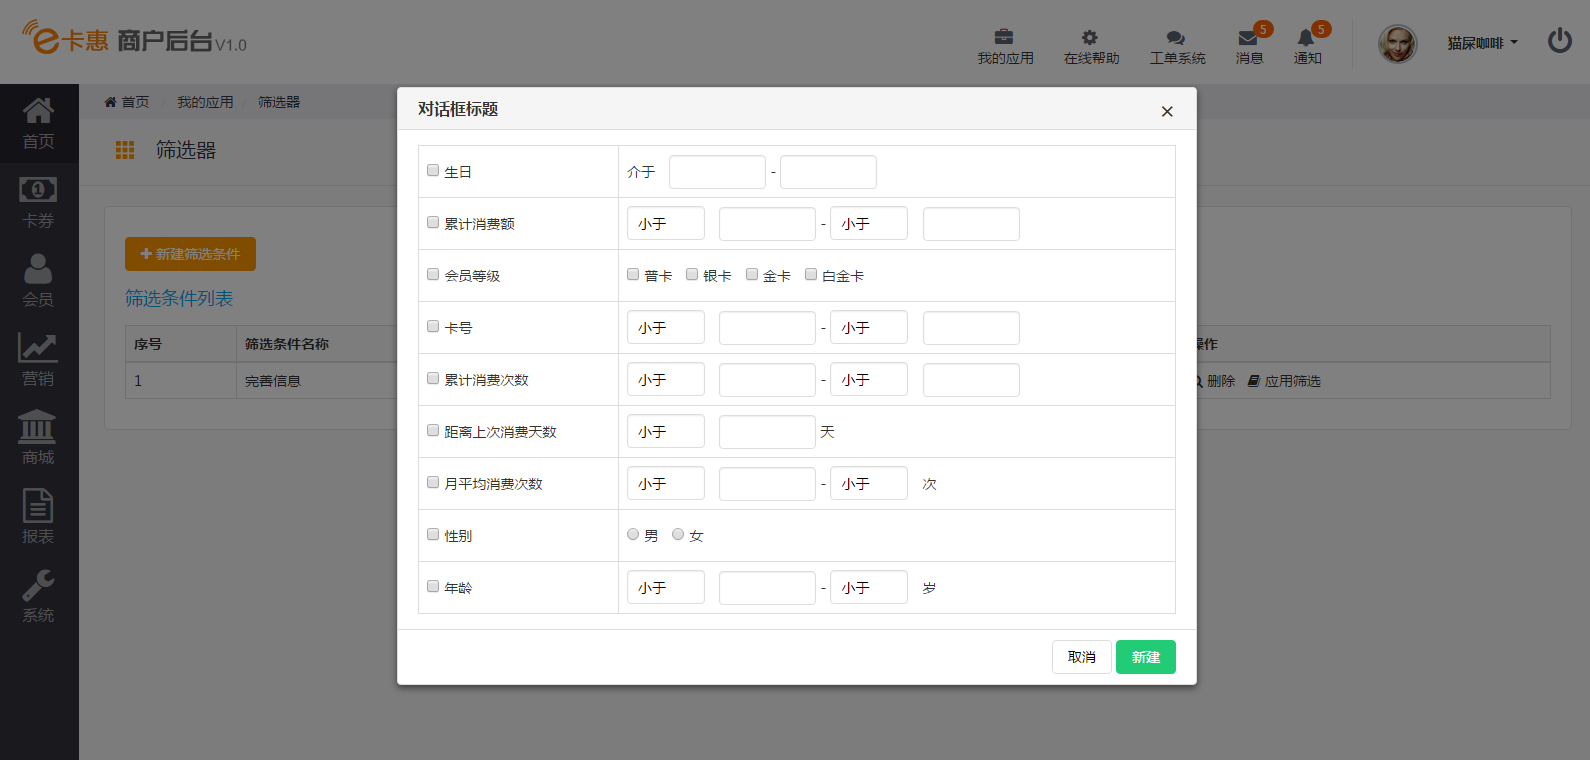 e卡惠 商户后台V1.0
我的应用 在线帮助 工单系统 消息 5 通知 5 猫屎咖啡
首页 / 我的应用 / 筛选器
首页
卡券
会员
营销
商城
报表
系统
筛选器
新建筛选条件
筛选条件列表
序号 筛选条件名称 操作
1 完善信息 删除 应用筛选
对话框标题 ×
生日 介于 -
累计消费额 小于 - 小于
会员等级 普卡 银卡 金卡 白金卡
卡号 小于 - 小于
累计消费次数 小于 - 小于
距离上次消费天数 小于 天
月平均消费次数 小于 - 小于 次
性别 男 女
年龄 小于 - 小于 岁
取消 新建